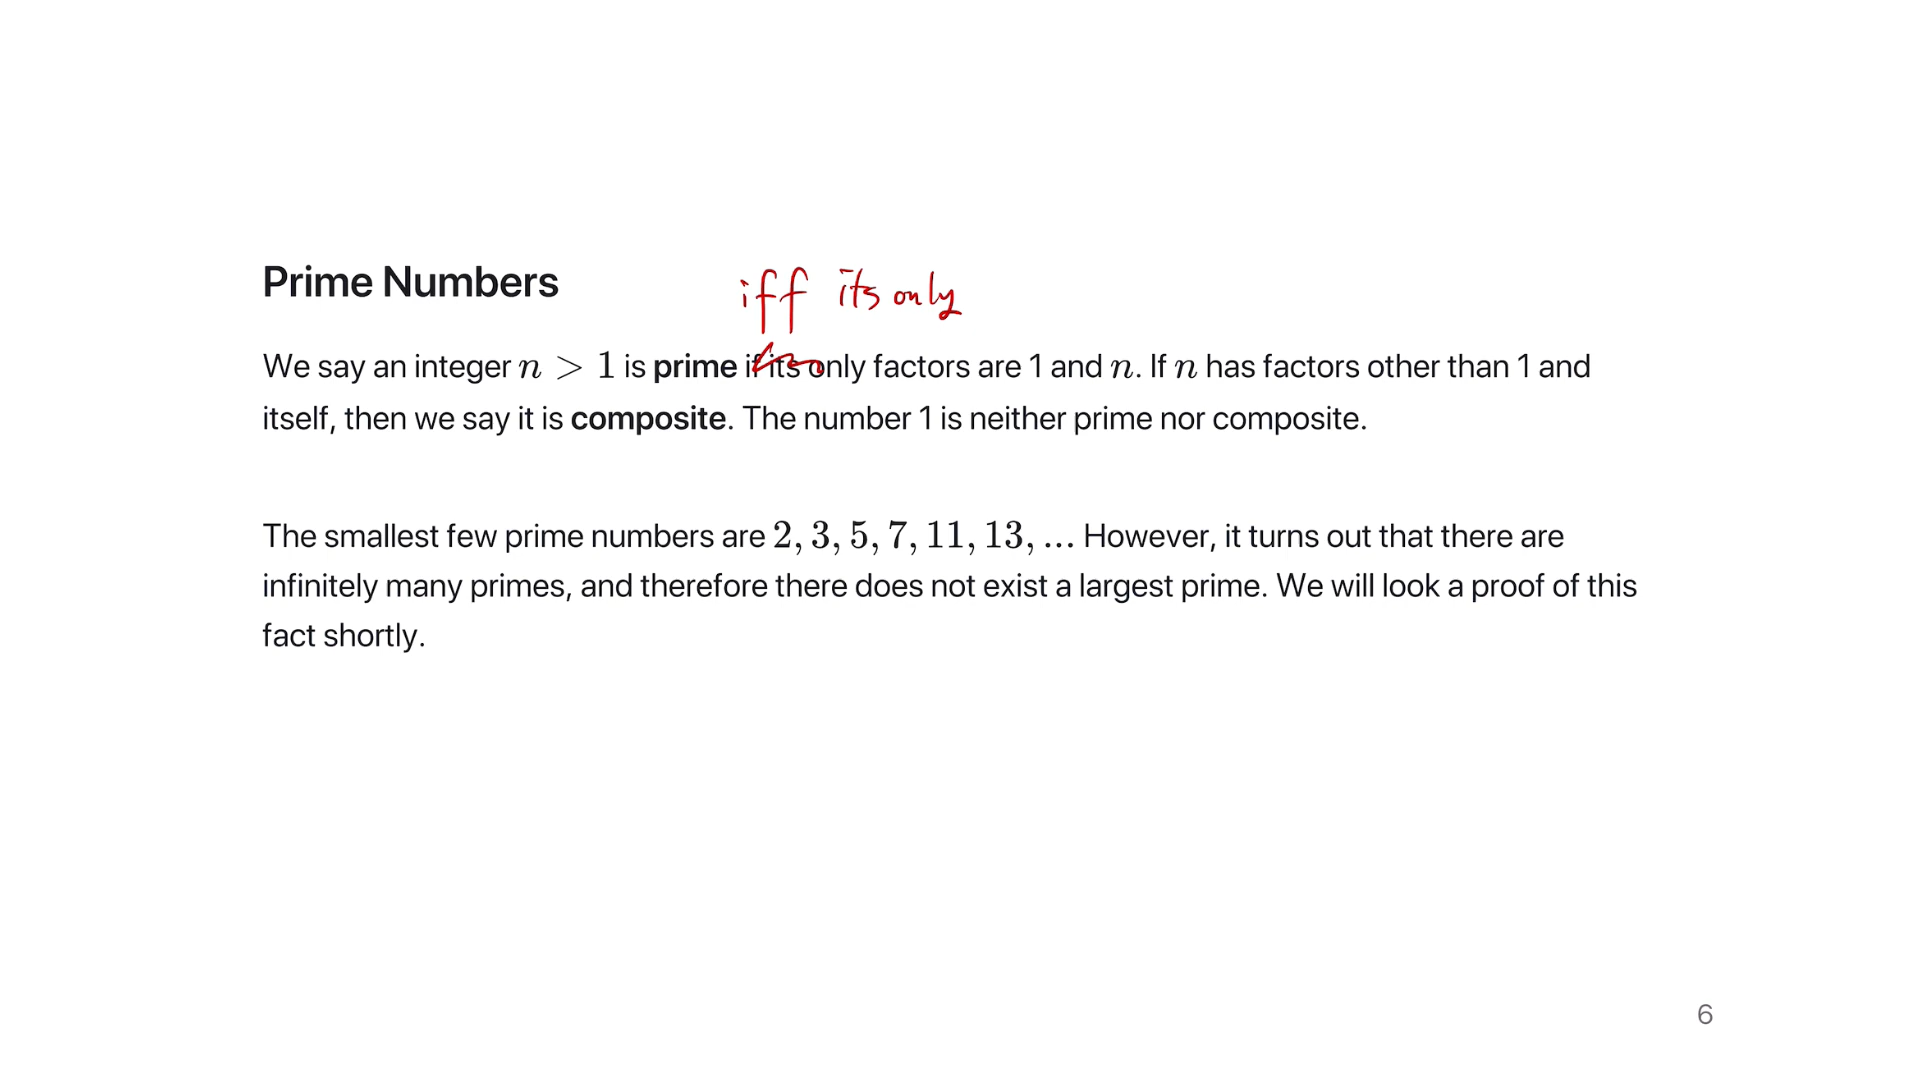 Prime Numbers
iff its only
We say an integer n > 1 is prime if its only factors are 1 and n. If n has factors other than 1 and
itself, then we say it is composite. The number 1 is neither prime nor composite.
The smallest few prime numbers are 2, 3, 5, 7, 11, 13, ... However, it turns out that there are
infinitely many primes, and therefore there does not exist a largest prime. We will look a proof of this
fact shortly.
6